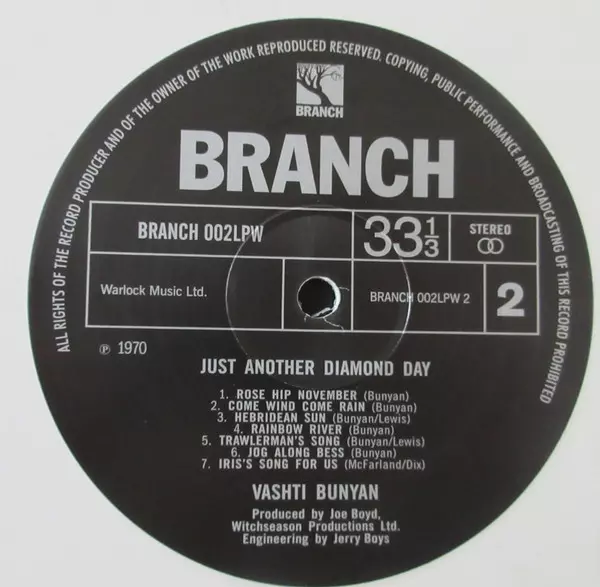 ALL RIGHTS OF THE RECORD PRODUCER AND OF THE OWNER OF THE WORK REPRODUCED RESERVED. COPYING, PUBLIC PERFORMANCE AND BROADCASTING OF THIS RECORD PROHIBITED
BRANCH
BRANCH
BRANCH 002LPW
33 1/3
STEREO
Warlock Music Ltd.
BRANCH 002LPW 2
2
℗ 1970
JUST ANOTHER DIAMOND DAY
1. ROSE HIP NOVEMBER (Bunyan)
2. COME WIND COME RAIN (Bunyan)
3. HEBRIDEAN SUN (Bunyan/Lewis)
4. RAINBOW RIVER (Bunyan)
5. TRAWLERMAN'S SONG (Bunyan/Lewis)
6. JOG ALONG BESS (Bunyan)
7. IRIS'S SONG FOR US (McFarland/Dix)
VASHTI BUNYAN
Produced by Joe Boyd,
Witchseason Productions Ltd.
Engineering by Jerry Boys